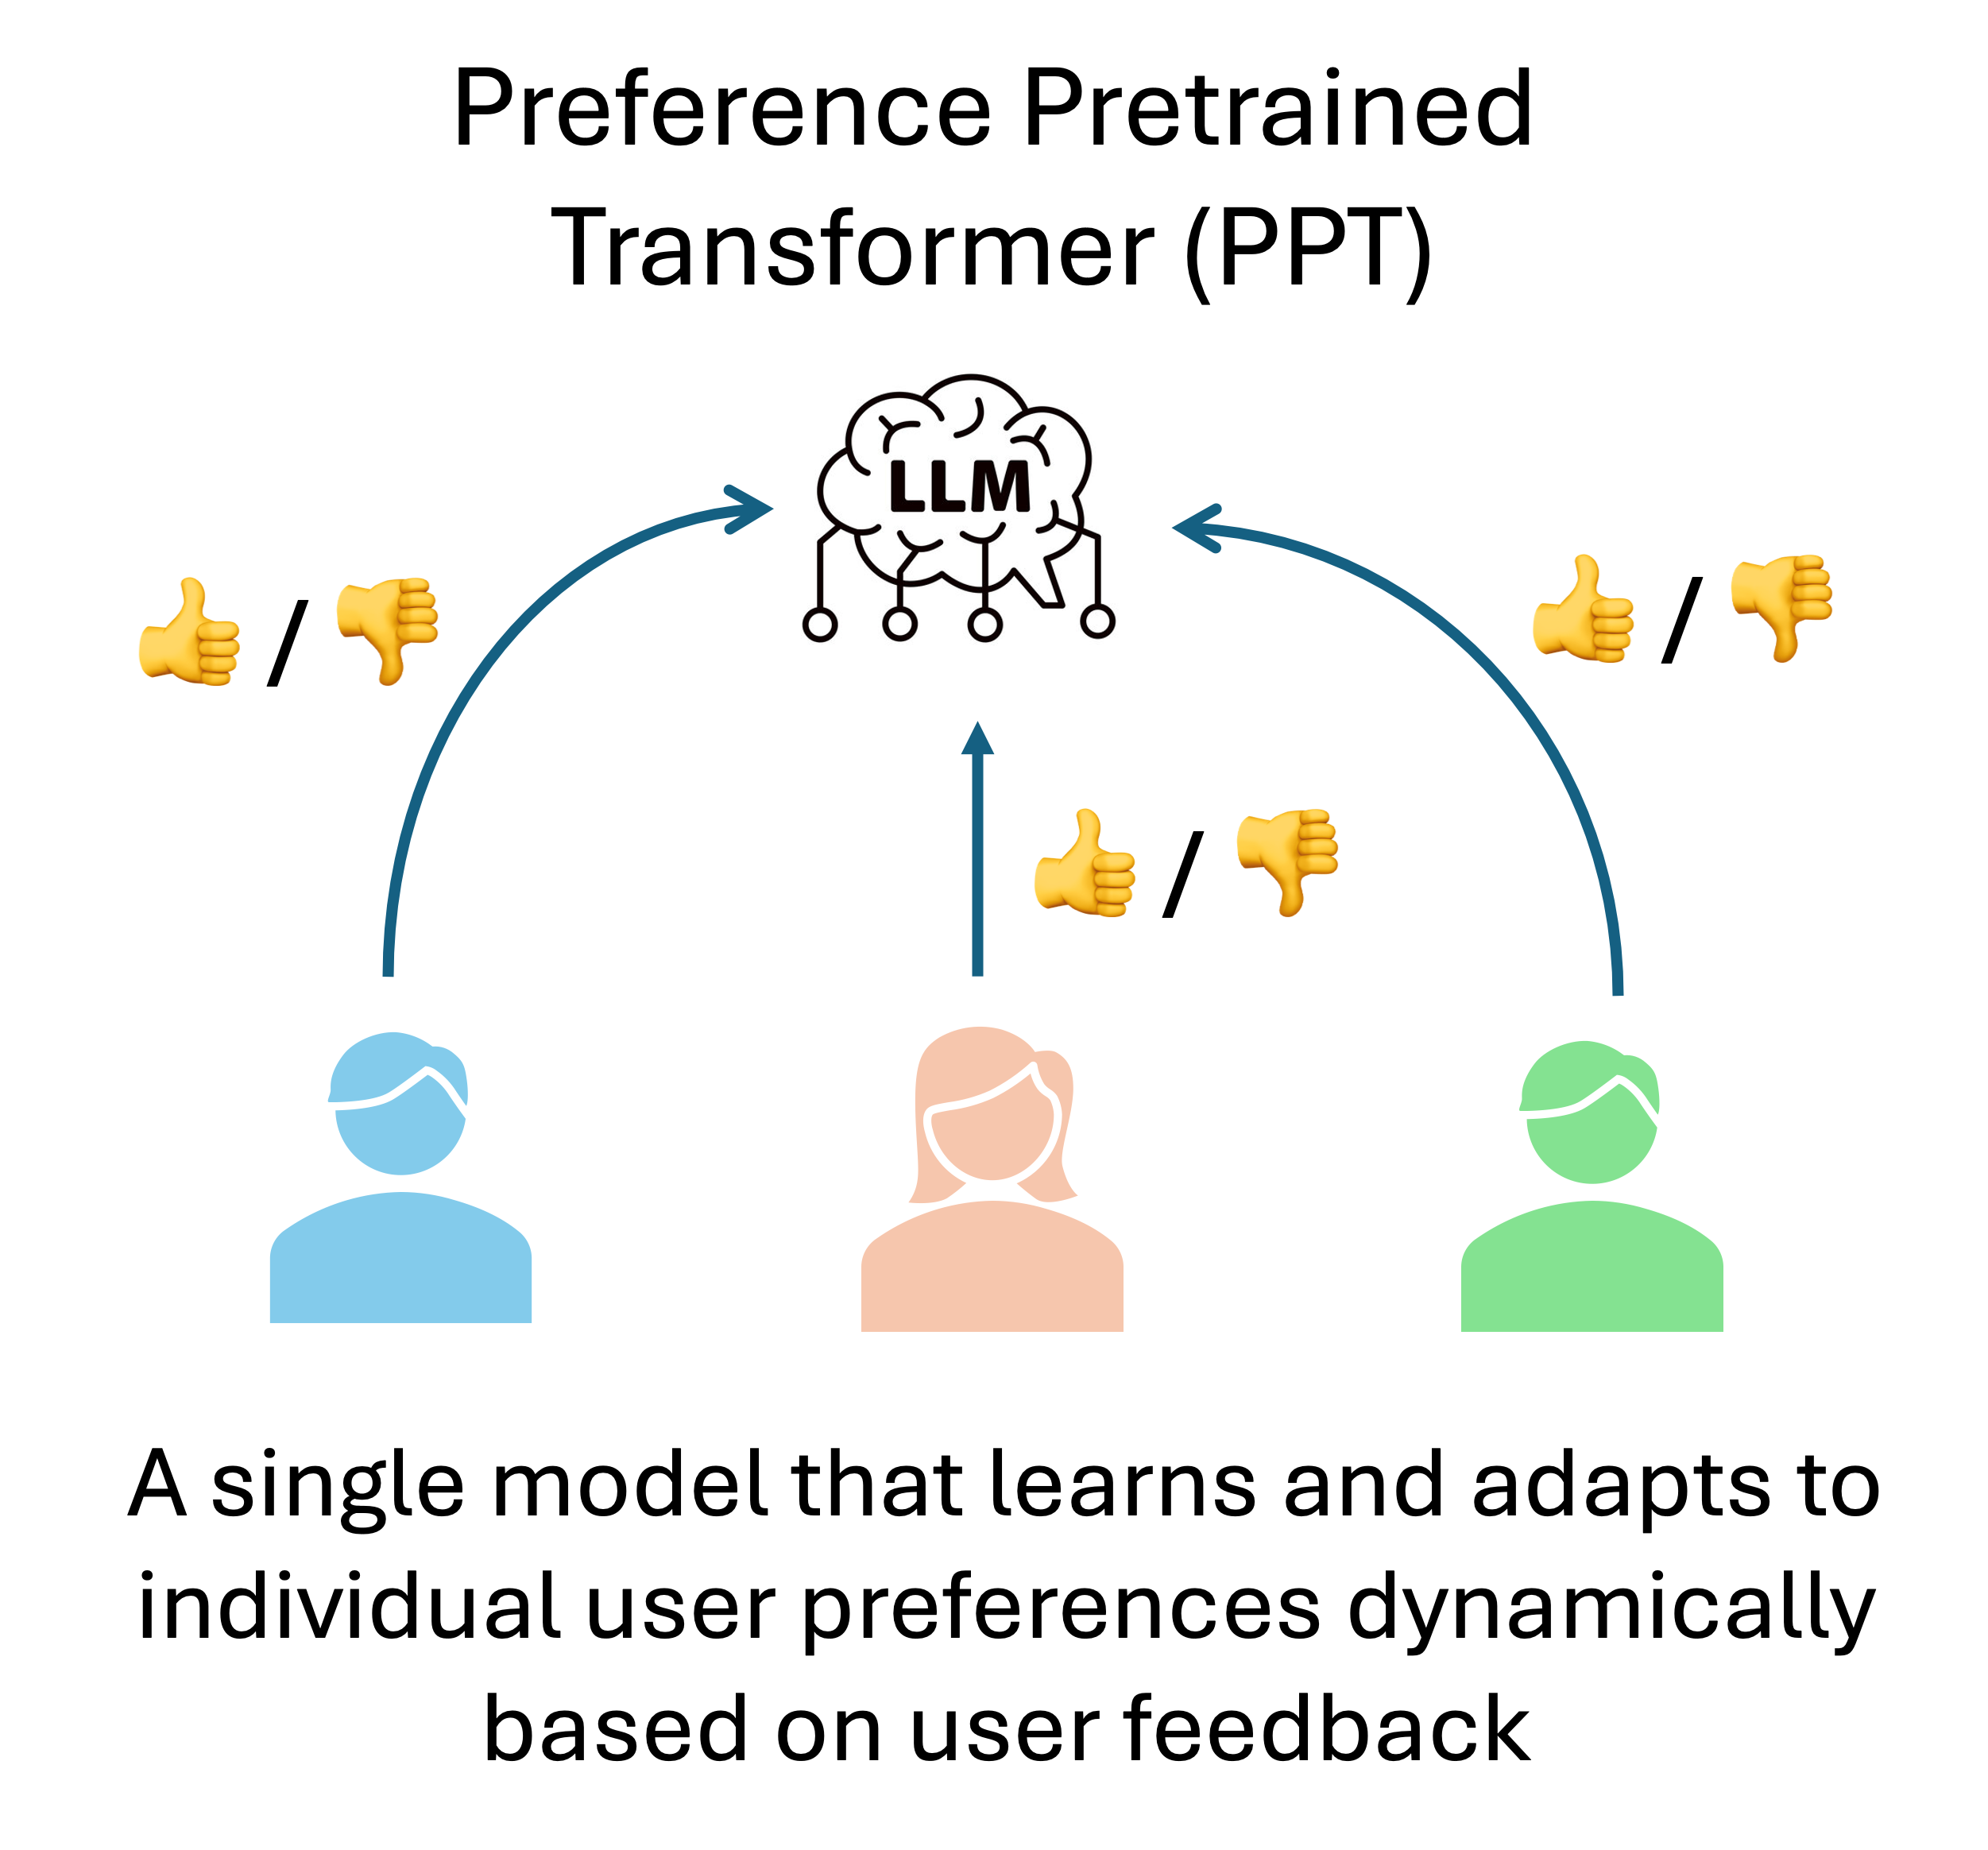 Preference Pretrained
Transformer (PPT)
LLM
/
/
/
A single model that learns and adapts to
individual user preferences dynamically
based on user feedback